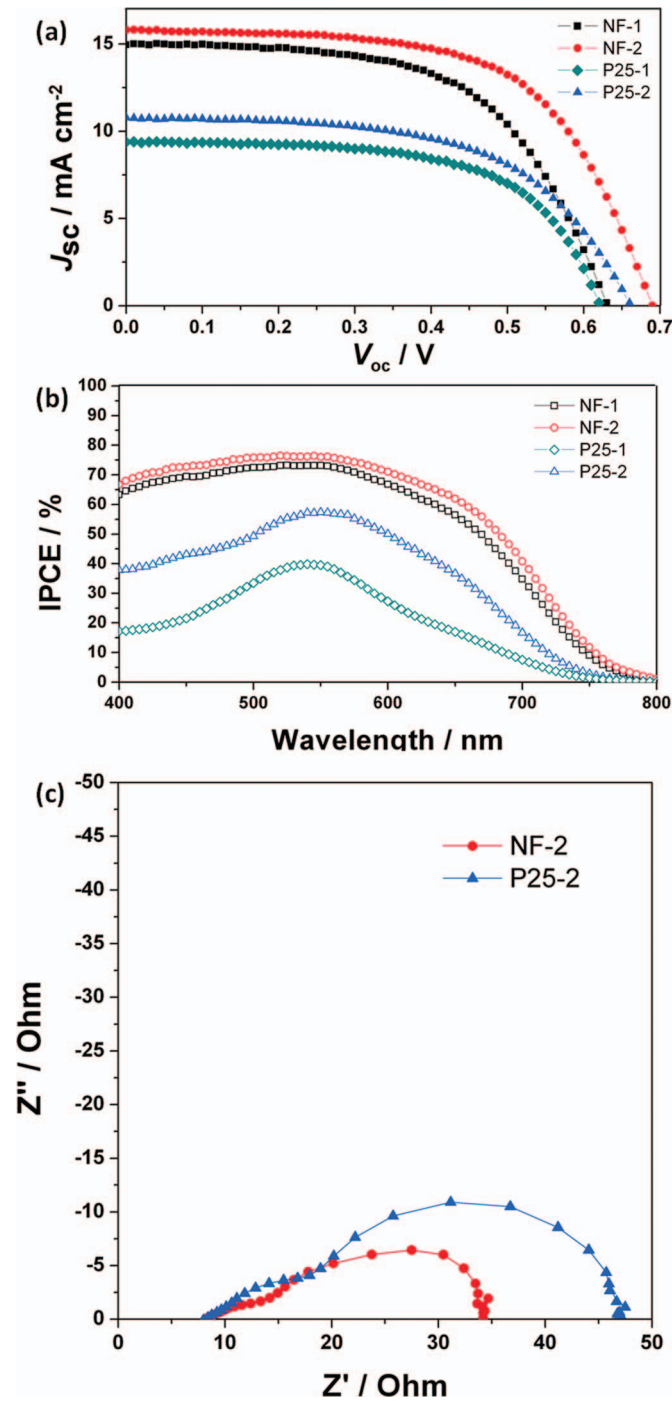 (a)
NF-1
NF-2
P25-1
P25-2
15
10
5
0
Jsc / mA cm⁻²
0.0 0.1 0.2 0.3 0.4 0.5 0.6 0.7
Voc / V
(b)
NF-1
NF-2
P25-1
P25-2
100
90
80
70
60
50
40
30
20
10
0
IPCE / %
400 500 600 700 800
Wavelength / nm
(c)
NF-2
P25-2
-50
-45
-40
-35
-30
-25
-20
-15
-10
-5
0
Z'' / Ohm
0 10 20 30 40 50
Z' / Ohm